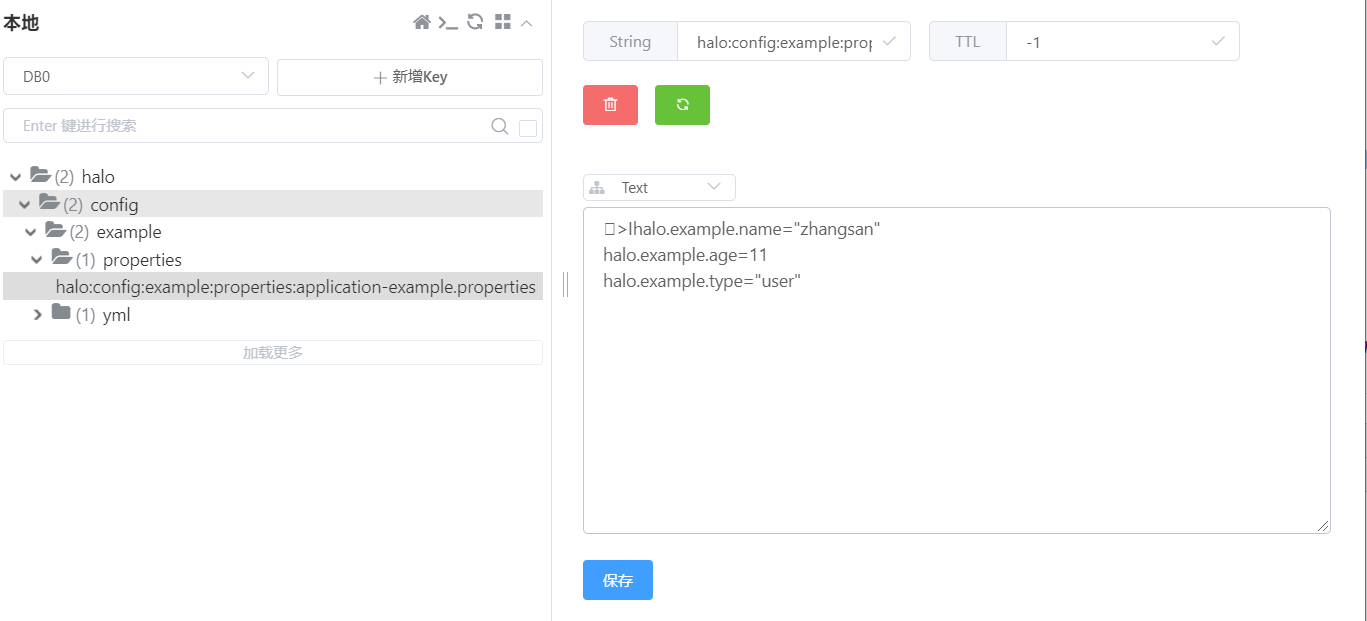 本地
DB0
新增Key
Enter 键进行搜索
(2) halo
(2) config
(2) example
(1) properties
halo:config:example:properties:application-example.properties
(1) yml
加载更多
String
halo:config:example:prop
TTL
-1
Text
>Ihalo.example.name="zhangsan"
halo.example.age=11
halo.example.type="user"
保存